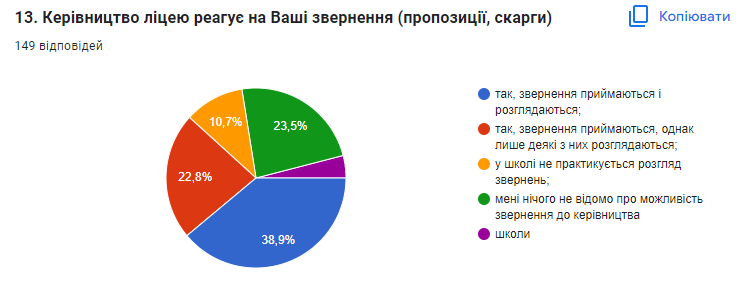 13. Керівництво ліцею реагує на Ваші звернення (пропозиції, скарги)
Копіювати
149 відповідей
10,7%
23,5%
22,8%
38,9%
так, звернення приймаються і
розглядаються;
так, звернення приймаються, однак
лише деякі з них розглядаються;
у школі не практикується розгляд
звернень;
мені нічого не відомо про можливість
звернення до керівництва
школи